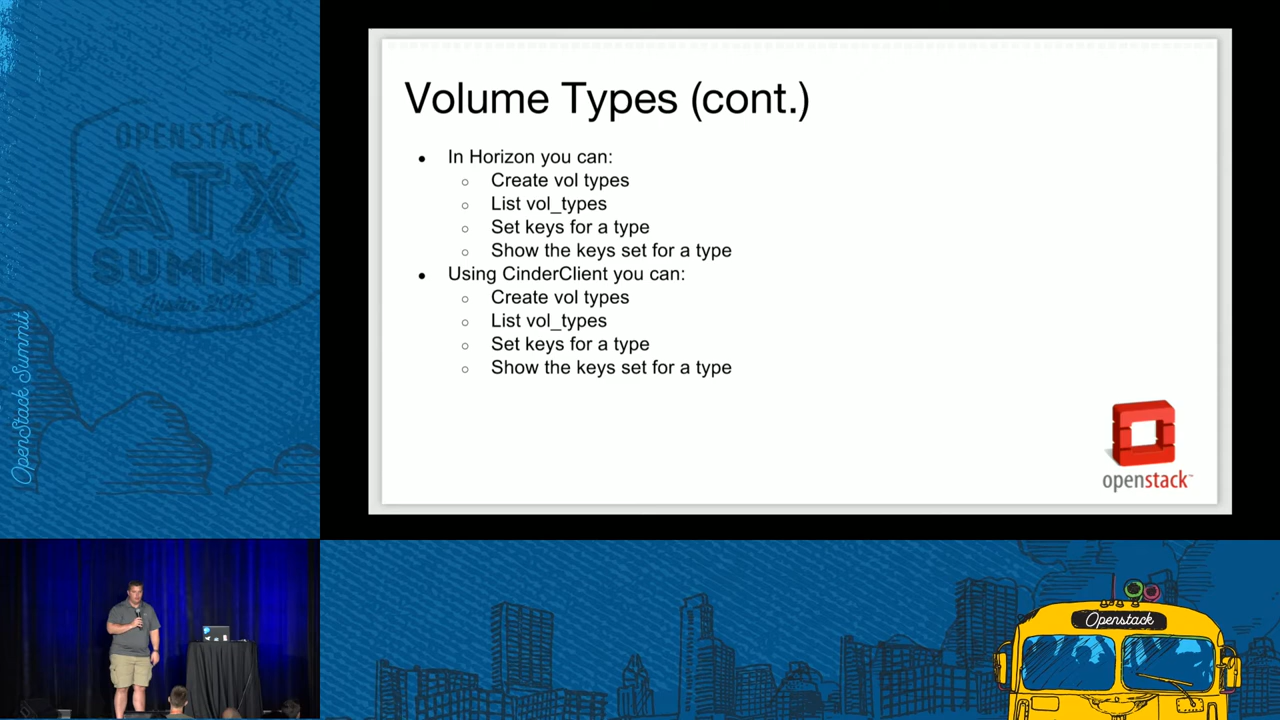 OPENSTACK
ATX
SUMMIT
Austin 2016
OpenStack Summit
Volume Types (cont.)
● In Horizon you can:
○ Create vol types
○ List vol_types
○ Set keys for a type
○ Show the keys set for a type
● Using CinderClient you can:
○ Create vol types
○ List vol_types
○ Set keys for a type
○ Show the keys set for a type
openstack™
Openstack